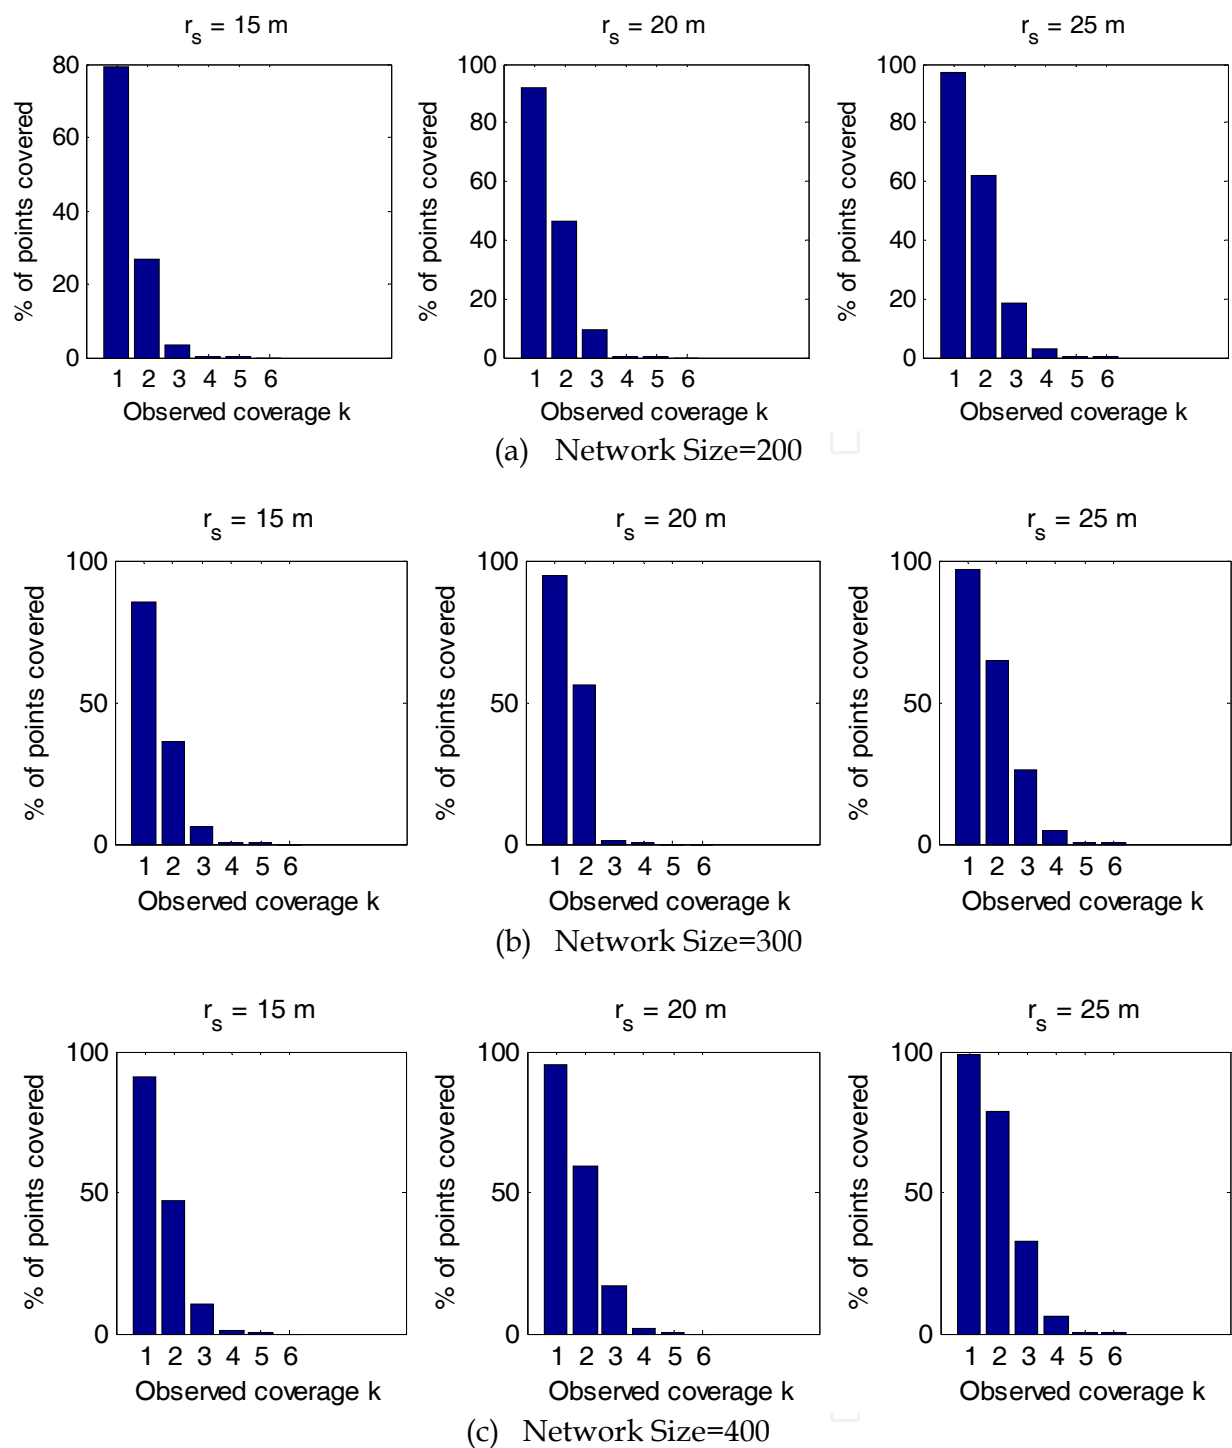 r_s = 15 m
r_s = 20 m
r_s = 25 m
% of points covered
80
60
40
20
0
1 2 3 4 5 6
Observed coverage k
% of points covered
100
80
60
40
20
0
1 2 3 4 5 6
Observed coverage k
% of points covered
100
80
60
40
20
0
1 2 3 4 5 6
Observed coverage k
(a) Network Size=200
r_s = 15 m
r_s = 20 m
r_s = 25 m
% of points covered
100
50
0
1 2 3 4 5 6
Observed coverage k
% of points covered
100
50
0
1 2 3 4 5 6
Observed coverage k
% of points covered
100
50
0
1 2 3 4 5 6
Observed coverage k
(b) Network Size=300
r_s = 15 m
r_s = 20 m
r_s = 25 m
% of points covered
100
50
0
1 2 3 4 5 6
Observed coverage k
% of points covered
100
50
0
1 2 3 4 5 6
Observed coverage k
% of points covered
100
50
0
1 2 3 4 5 6
Observed coverage k
(c) Network Size=400